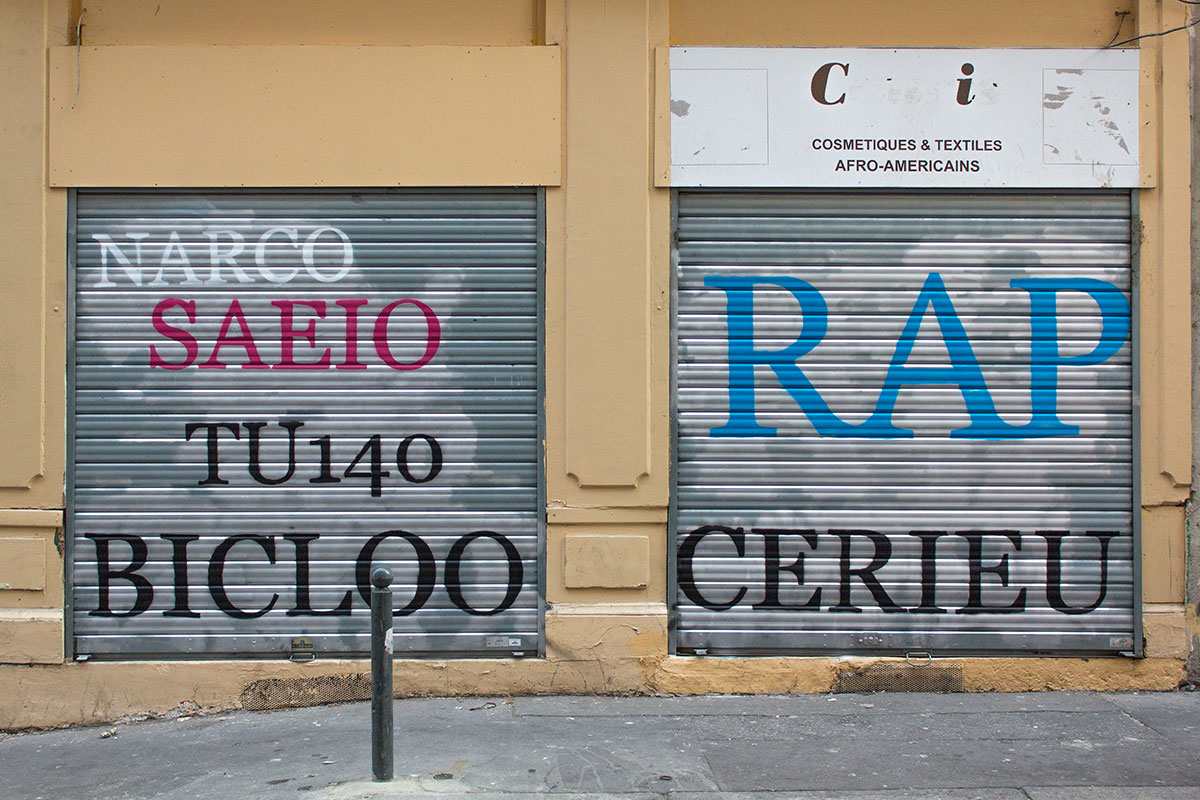 NARCO
SAEIO
TU140
BICLOO
C i
COSMETIQUES & TEXTILES
AFRO-AMERICAINS
RAP
CERIEU